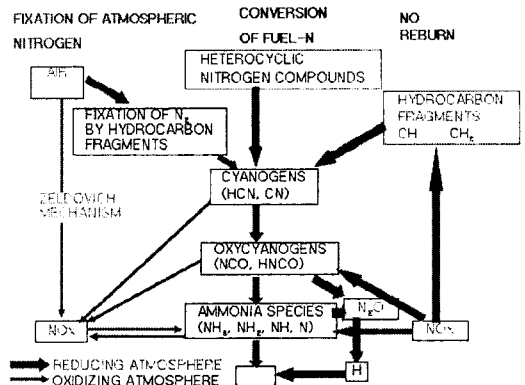 FIXATION OF ATMOSPHERIC
NITROGEN
CONVERSION
OF FUEL-N
NO
REBURN
AIR
HETEROCYCLIC
NITROGEN COMPOUNDS
HYDROCARBON
FRAGMENTS
CH CH₂
FIXATION OF N₂
BY HYDROCARBON
FRAGMENTS
CYANOGENS
(HCN, CN)
ZELDOVICH
MECHANISM
OXYCYANOGENS
(NCO, HNCO)
AMMONIA SPECIES
(NH₃, NH₂, NH, N)
N₂O
NOX
NOX
H
REDUCING ATMOSPHERE
OXIDIZING ATMOSPHERE